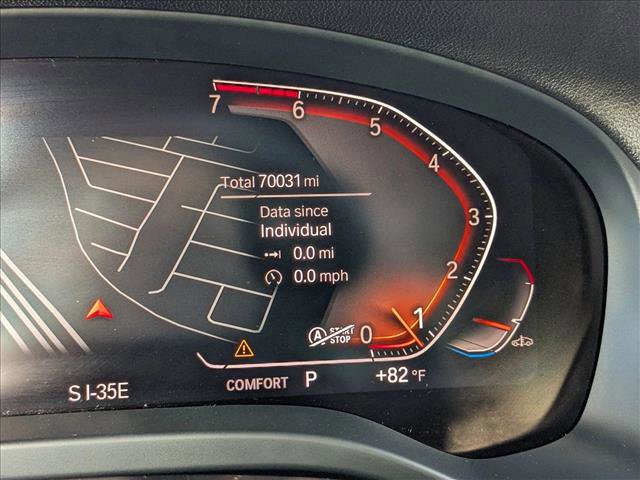 7
6
5
4
3
2
1
0
Total 70031 mi
Data since
Individual
0.0 mi
0.0 mph
A START
STOP
S I-35E
COMFORT P +82 °F